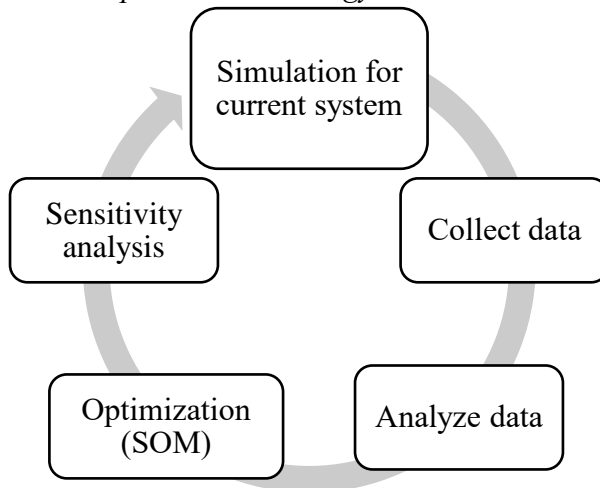 Simulation for
current system
Collect data
Analyze data
Optimization
(SOM)
Sensitivity
analysis